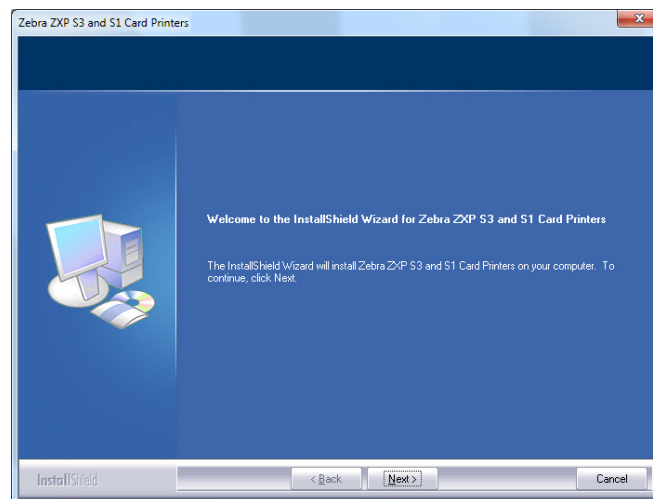 Zebra ZXP S3 and S1 Card Printers
Welcome to the InstallShield Wizard for Zebra ZXP S3 and S1 Card Printers
The InstallShield Wizard will install Zebra ZXP S3 and S1 Card Printers on your computer. To
continue, click Next.
InstallShield
< Back
Next >
Cancel